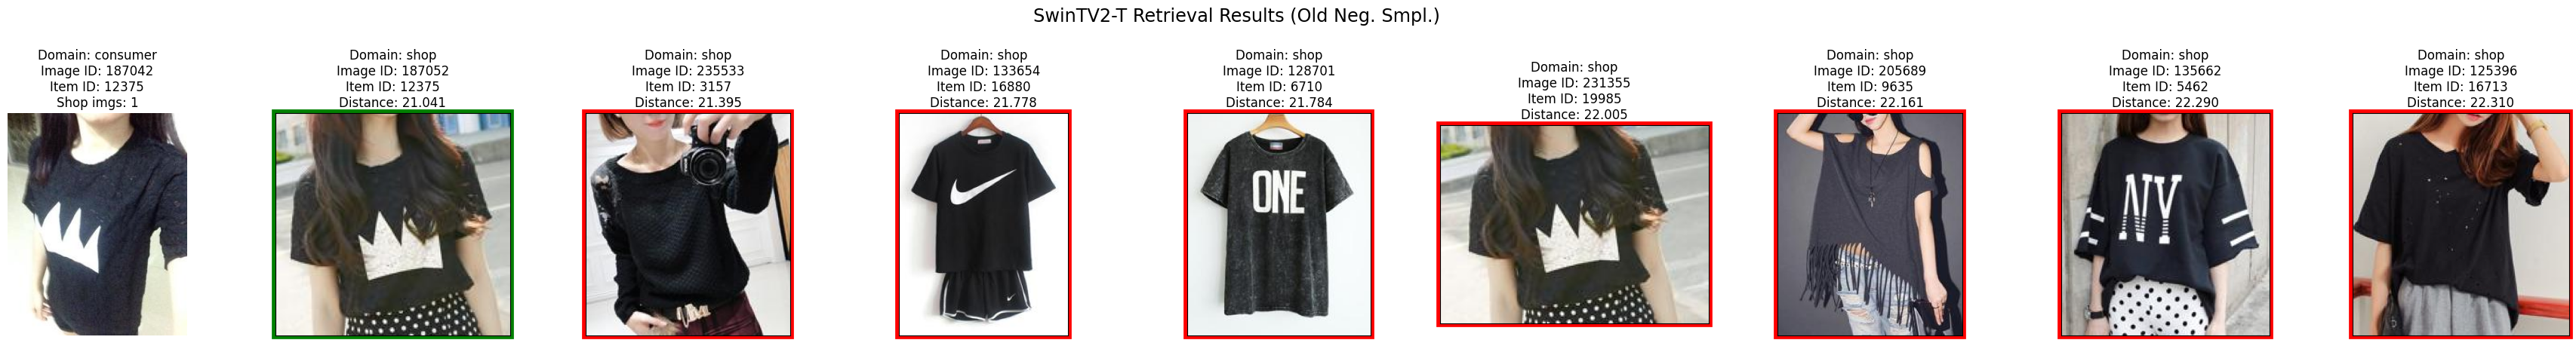 SwinTV2-T Retrieval Results (Old Neg. Smpl.)
Domain: consumer
Image ID: 187042
Item ID: 12375
Shop imgs: 1
Domain: shop
Image ID: 187052
Item ID: 12375
Distance: 21.041
Domain: shop
Image ID: 235533
Item ID: 3157
Distance: 21.395
Domain: shop
Image ID: 133654
Item ID: 16880
Distance: 21.778
Domain: shop
Image ID: 128701
Item ID: 6710
Distance: 21.784
ONE
Domain: shop
Image ID: 231355
Item ID: 19985
Distance: 22.005
Domain: shop
Image ID: 205689
Item ID: 9635
Distance: 22.161
Domain: shop
Image ID: 135662
Item ID: 5462
Distance: 22.290
NY
Domain: shop
Image ID: 125396
Item ID: 16713
Distance: 22.310